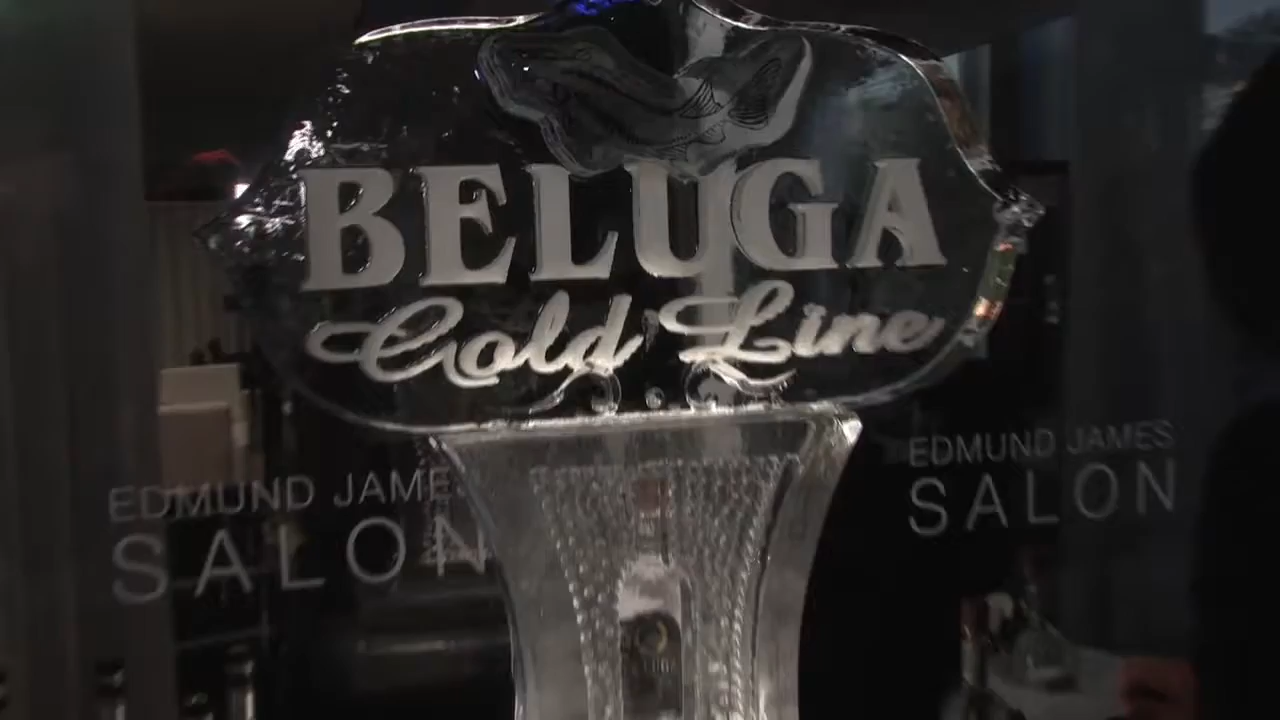 BELUGA
Gold Line
EDMUND JAMES
SALON
EDMUND JAMES
SALON